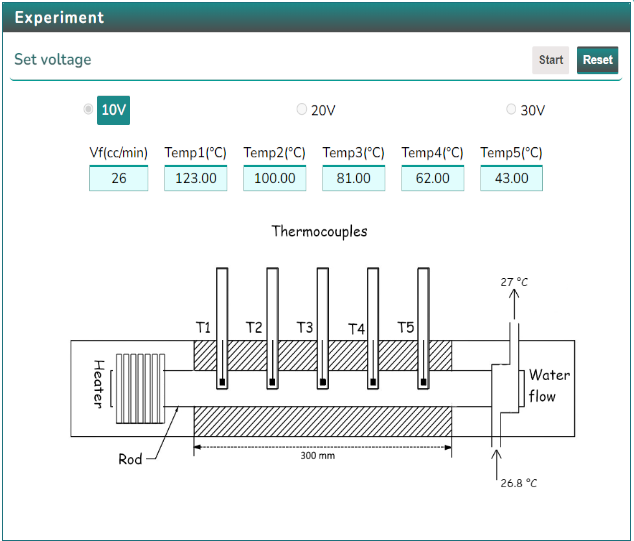 Experiment
Set voltage
Start
Reset
10V
20V
30V
Vf(cc/min) Temp1(°C) Temp2(°C) Temp3(°C) Temp4(°C) Temp5(°C)
26 123.00 100.00 81.00 62.00 43.00
Thermocouples
27 °C
T1 T2 T3 T4 T5
Heater
Water
flow
Rod
300 mm
26.8 °C